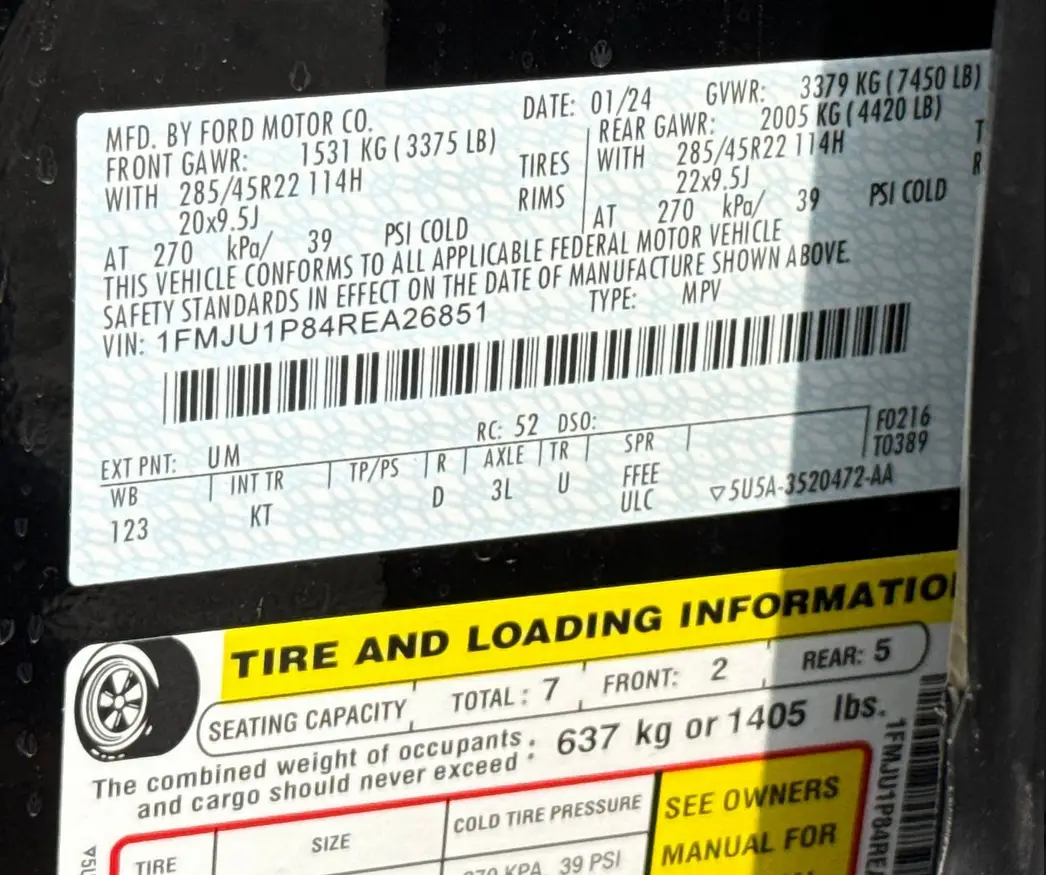 MFD. BY FORD MOTOR CO. DATE: 01/24 GVWR: 3379 KG (7450 LB)
FRONT GAWR: 1531 KG (3375 LB) REAR GAWR: 2005 KG (4420 LB)
WITH 285/45R22 114H TIRES WITH 285/45R22 114H T
20x9.5J RIMS 22x9.5J R
AT 270 kPa/ 39 PSI COLD AT 270 kPa/ 39 PSI COLD
THIS VEHICLE CONFORMS TO ALL APPLICABLE FEDERAL MOTOR VEHICLE
SAFETY STANDARDS IN EFFECT ON THE DATE OF MANUFACTURE SHOWN ABOVE.
VIN: 1FMJU1P84REA26851 TYPE: MPV
EXT PNT: UM RC: 52 DSO: F0216
WB INT TR TP/PS R AXLE TR SPR T0389
123 KT D 3L U FFEE
ULC ▽5U5A-3520472-AA
TIRE AND LOADING INFORMATIO
SEATING CAPACITY TOTAL : 7 FRONT: 2 REAR: 5
The combined weight of occupants
and cargo should never exceed : 637 kg or 1405 lbs.
TIRE SIZE COLD TIRE PRESSURE SEE OWNERS
MANUAL FOR
270 KPA, 39 PSI
1FMJU1P84REA
▽5U